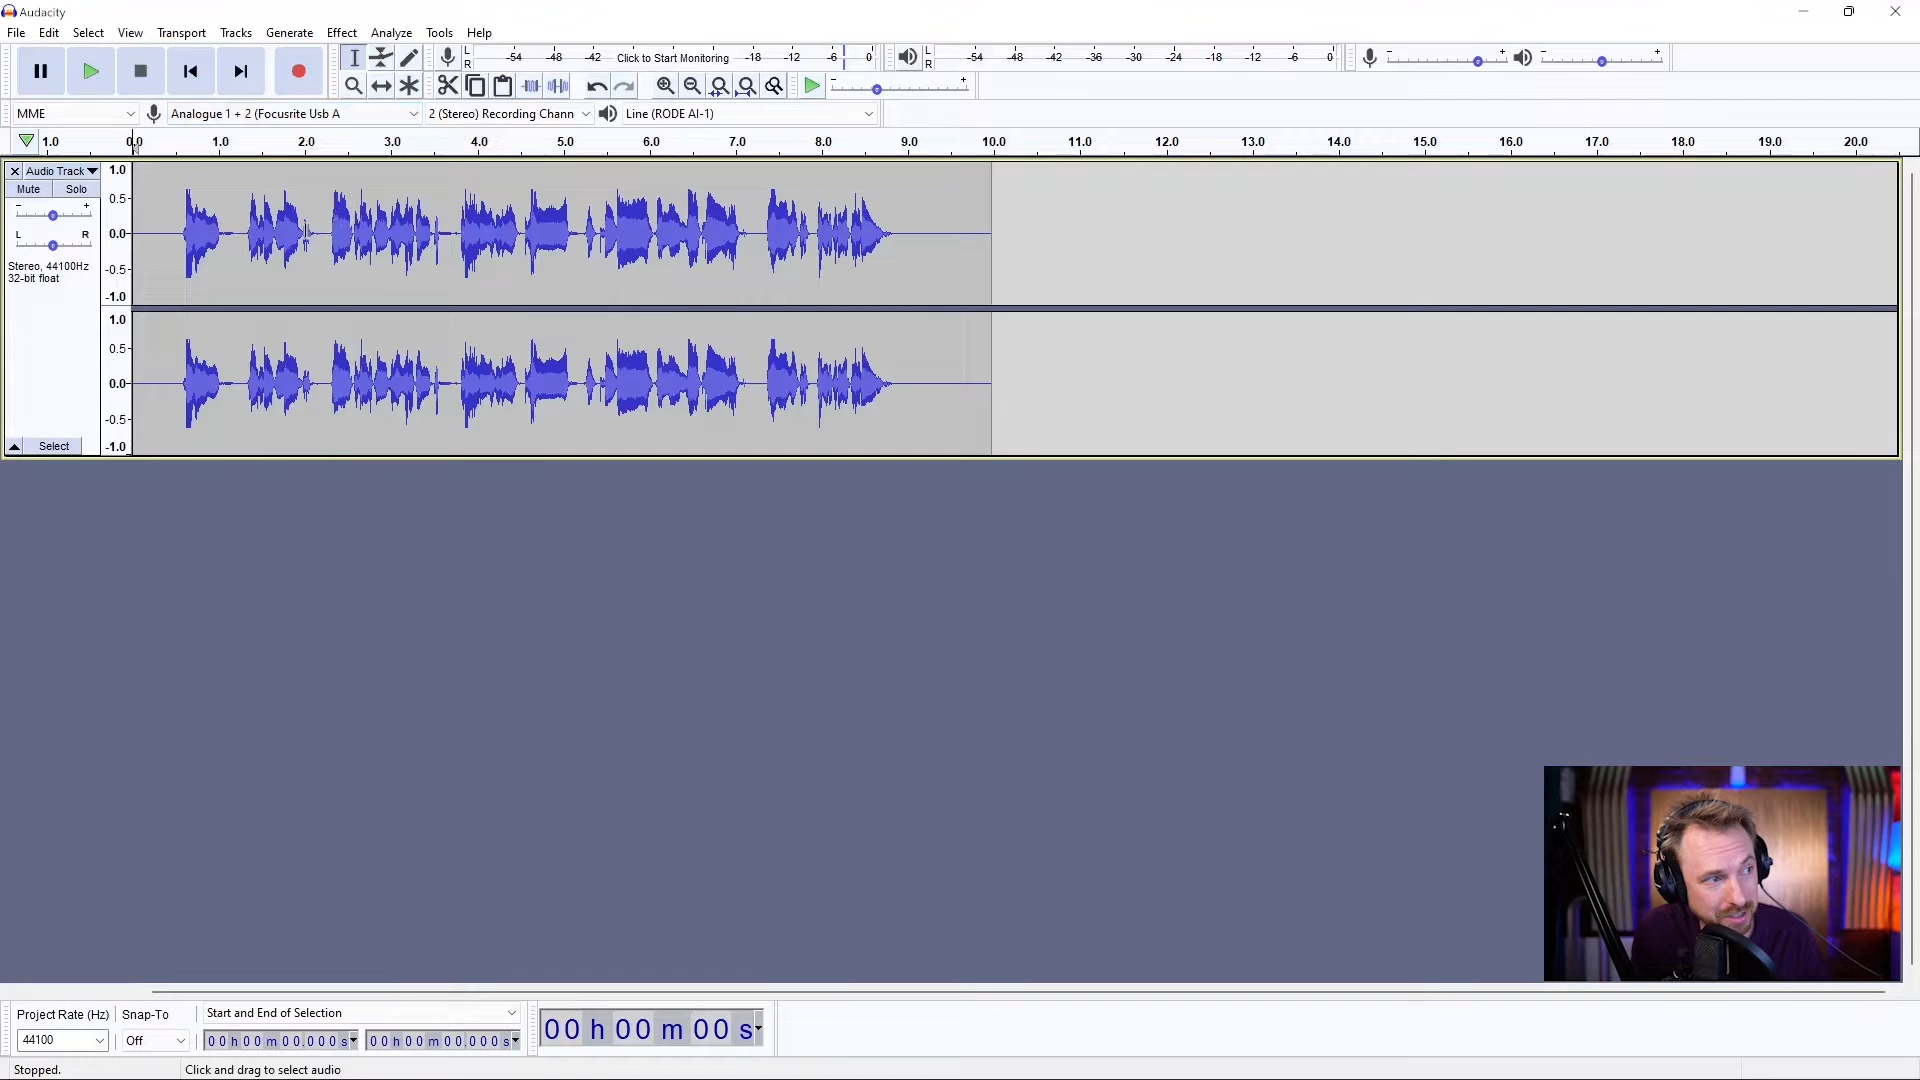 Audacity
File Edit Select View Transport Tracks Generate Effect Analyze Tools Help
L R -54 -48 -42 Click to Start Monitoring -18 -12 -6 0 L R -54 -48 -42 -36 -30 -24 -18 -12 -6 0 - + - +
- +
MME Analogue 1 + 2 (Focusrite Usb A 2 (Stereo) Recording Chann Line (RODE AI-1)
1.0 0.0 1.0 2.0 3.0 4.0 5.0 6.0 7.0 8.0 9.0 10.0 11.0 12.0 13.0 14.0 15.0 16.0 17.0 18.0 19.0 20.0
Audio Track
Mute Solo
- +
L R
Stereo, 44100Hz
32-bit float
Select
1.0
0.5
0.0
-0.5
-1.0
1.0
0.5
0.0
-0.5
-1.0
Project Rate (Hz) Snap-To Start and End of Selection
44100 Off 00 h 00 m 00.000 s 00 h 00 m 00.000 s
00 h 00 m 00 s
Stopped. Click and drag to select audio